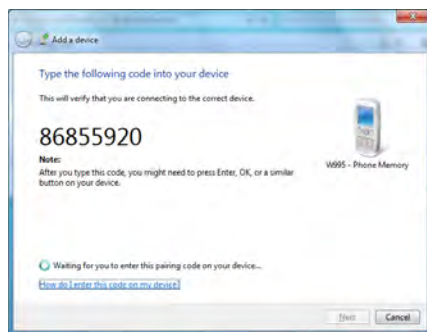 Add a device
Type the following code into your device
This will verify that you are connecting to the correct device.
86855920
Note:
After you type this code, you might need to press Enter, OK, or a similar
button on your device.
W995 - Phone Memory
Waiting for you to enter this pairing code on your device...
How do I enter this code on my device?
Next
Cancel